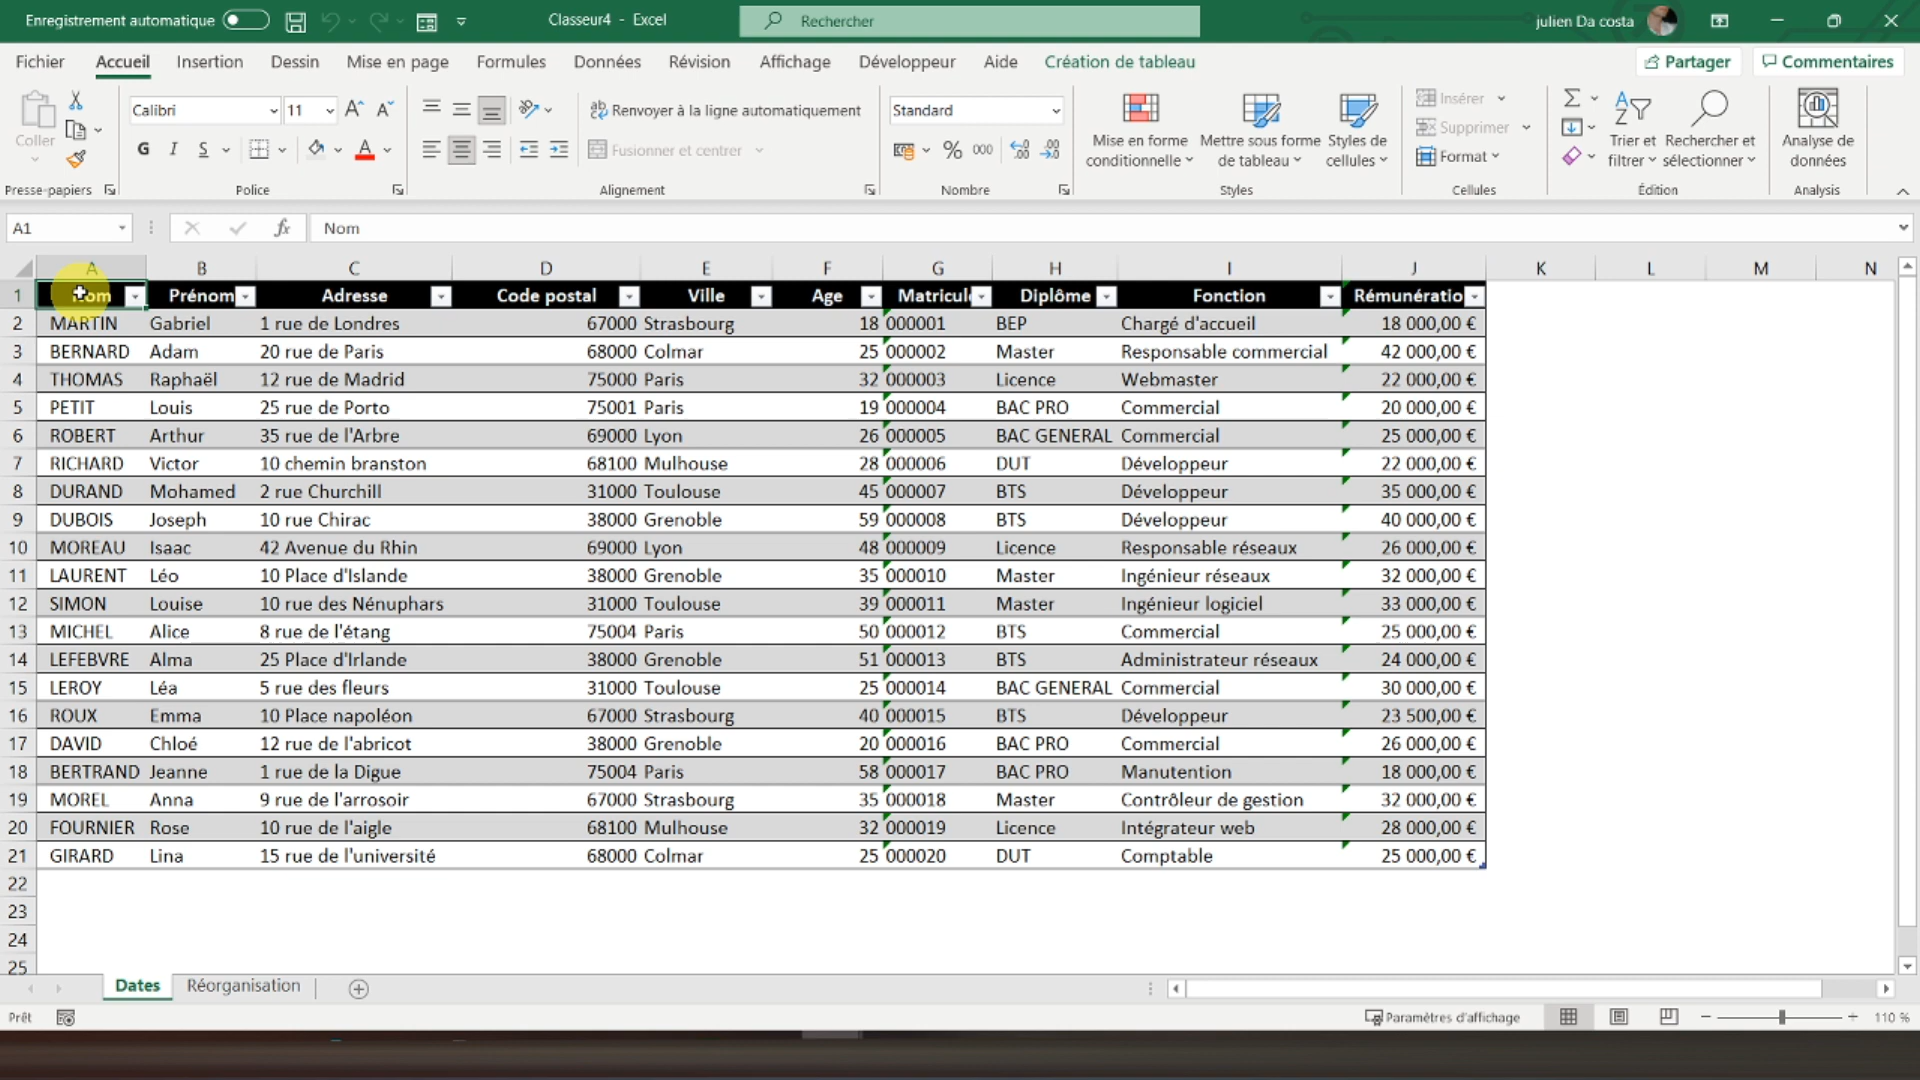 Enregistrement automatique Classeur4 - Excel Rechercher julien Da costa
Fichier Accueil Insertion Dessin Mise en page Formules Données Révision Affichage Développeur Aide Création de tableau Partager Commentaires
Coller Calibri 11 Renvoyer à la ligne automatiquement Standard Insérer
G I S Fusionner et centrer % 000 Mise en forme Mettre sous forme Styles de Supprimer Trier et Rechercher et Analyse de
conditionnelle de tableau cellules Format filtrer sélectionner données
Presse-papiers Police Alignement Nombre Styles Cellules Édition Analysis
A1 fx Nom
A B C D E F G H I J K L M N
1 Nom Prénom Adresse Code postal Ville Age Matricul Diplôme Fonction Rémunératio
2 MARTIN Gabriel 1 rue de Londres 67000 Strasbourg 18 000001 BEP Chargé d'accueil 18 000,00 €
3 BERNARD Adam 20 rue de Paris 68000 Colmar 25 000002 Master Responsable commercial 42 000,00 €
4 THOMAS Raphaël 12 rue de Madrid 75000 Paris 32 000003 Licence Webmaster 22 000,00 €
5 PETIT Louis 25 rue de Porto 75001 Paris 19 000004 BAC PRO Commercial 20 000,00 €
6 ROBERT Arthur 35 rue de l'Arbre 69000 Lyon 26 000005 BAC GENERAL Commercial 25 000,00 €
7 RICHARD Victor 10 chemin branston 68100 Mulhouse 28 000006 DUT Développeur 22 000,00 €
8 DURAND Mohamed 2 rue Churchill 31000 Toulouse 45 000007 BTS Développeur 35 000,00 €
9 DUBOIS Joseph 10 rue Chirac 38000 Grenoble 59 000008 BTS Développeur 40 000,00 €
10 MOREAU Isaac 42 Avenue du Rhin 69000 Lyon 48 000009 Licence Responsable réseaux 26 000,00 €
11 LAURENT Léo 10 Place d'Islande 38000 Grenoble 35 000010 Master Ingénieur réseaux 32 000,00 €
12 SIMON Louise 10 rue des Nénuphars 31000 Toulouse 39 000011 Master Ingénieur logiciel 33 000,00 €
13 MICHEL Alice 8 rue de l'étang 75004 Paris 50 000012 BTS Commercial 25 000,00 €
14 LEFEBVRE Alma 25 Place d'Irlande 38000 Grenoble 51 000013 BTS Administrateur réseaux 24 000,00 €
15 LEROY Léa 5 rue des fleurs 31000 Toulouse 25 000014 BAC GENERAL Commercial 30 000,00 €
16 ROUX Emma 10 Place napoléon 67000 Strasbourg 40 000015 BTS Développeur 23 500,00 €
17 DAVID Chloé 12 rue de l'abricot 38000 Grenoble 20 000016 BAC PRO Commercial 26 000,00 €
18 BERTRAND Jeanne 1 rue de la Digue 75004 Paris 58 000017 BAC PRO Manutention 18 000,00 €
19 MOREL Anna 9 rue de l'arrosoir 67000 Strasbourg 35 000018 Master Contrôleur de gestion 32 000,00 €
20 FOURNIER Rose 10 rue de l'aigle 68100 Mulhouse 32 000019 Licence Intégrateur web 28 000,00 €
21 GIRARD Lina 15 rue de l'université 68000 Colmar 25 000020 DUT Comptable 25 000,00 €
22
23
24
25
Dates Réorganisation
Prêt Paramètres d'affichage 110 %